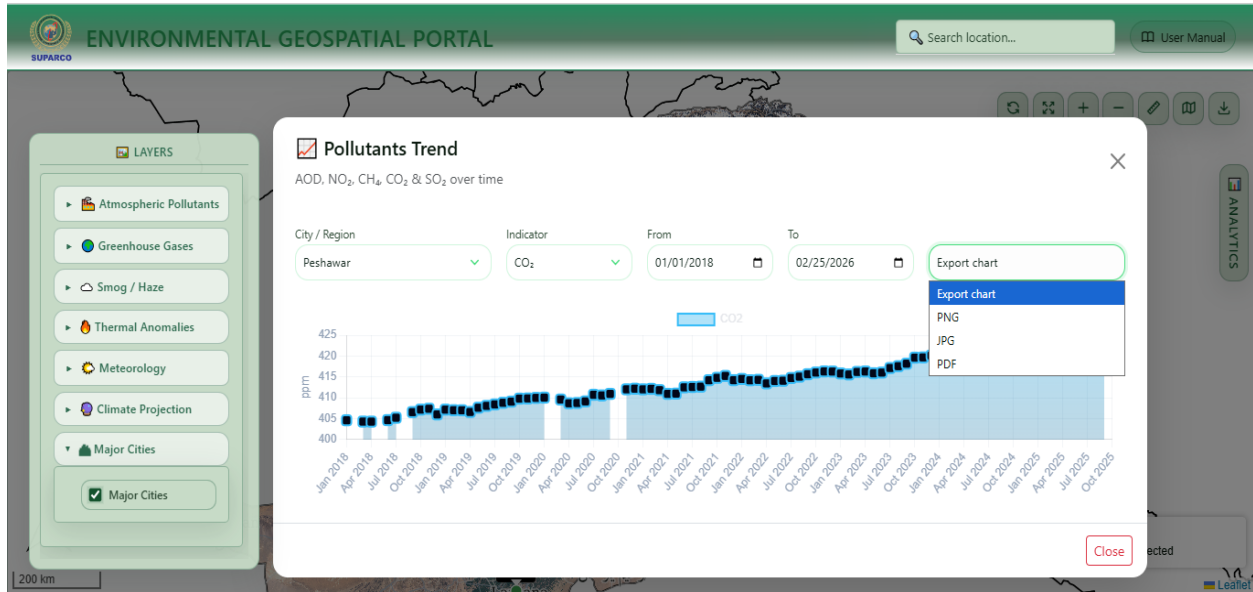 ENVIRONMENTAL GEOSPATIAL PORTAL
SUPARCO
Search location...
User Manual
LAYERS
Atmospheric Pollutants
Greenhouse Gases
Smog / Haze
Thermal Anomalies
Meteorology
Climate Projection
Major Cities
Major Cities
ANALYTICS
Pollutants Trend
AOD, NO₂, CH₄, CO₂ & SO₂ over time
City / Region
Indicator
From
To
Peshawar
CO₂
01/01/2018
02/25/2026
Export chart
Export chart
PNG
JPG
PDF
CO2
ppm
425
420
415
410
405
400
Jan 2018
Apr 2018
Jul 2018
Oct 2018
Jan 2019
Apr 2019
Jul 2019
Oct 2019
Jan 2020
Apr 2020
Jul 2020
Oct 2020
Jan 2021
Apr 2021
Jul 2021
Oct 2021
Jan 2022
Apr 2022
Jul 2022
Oct 2022
Jan 2023
Apr 2023
Jul 2023
Oct 2023
Jan 2024
Apr 2024
Jul 2024
Oct 2024
Jan 2025
Apr 2025
Jul 2025
Oct 2025
Close
ected
200 km
Leaflet